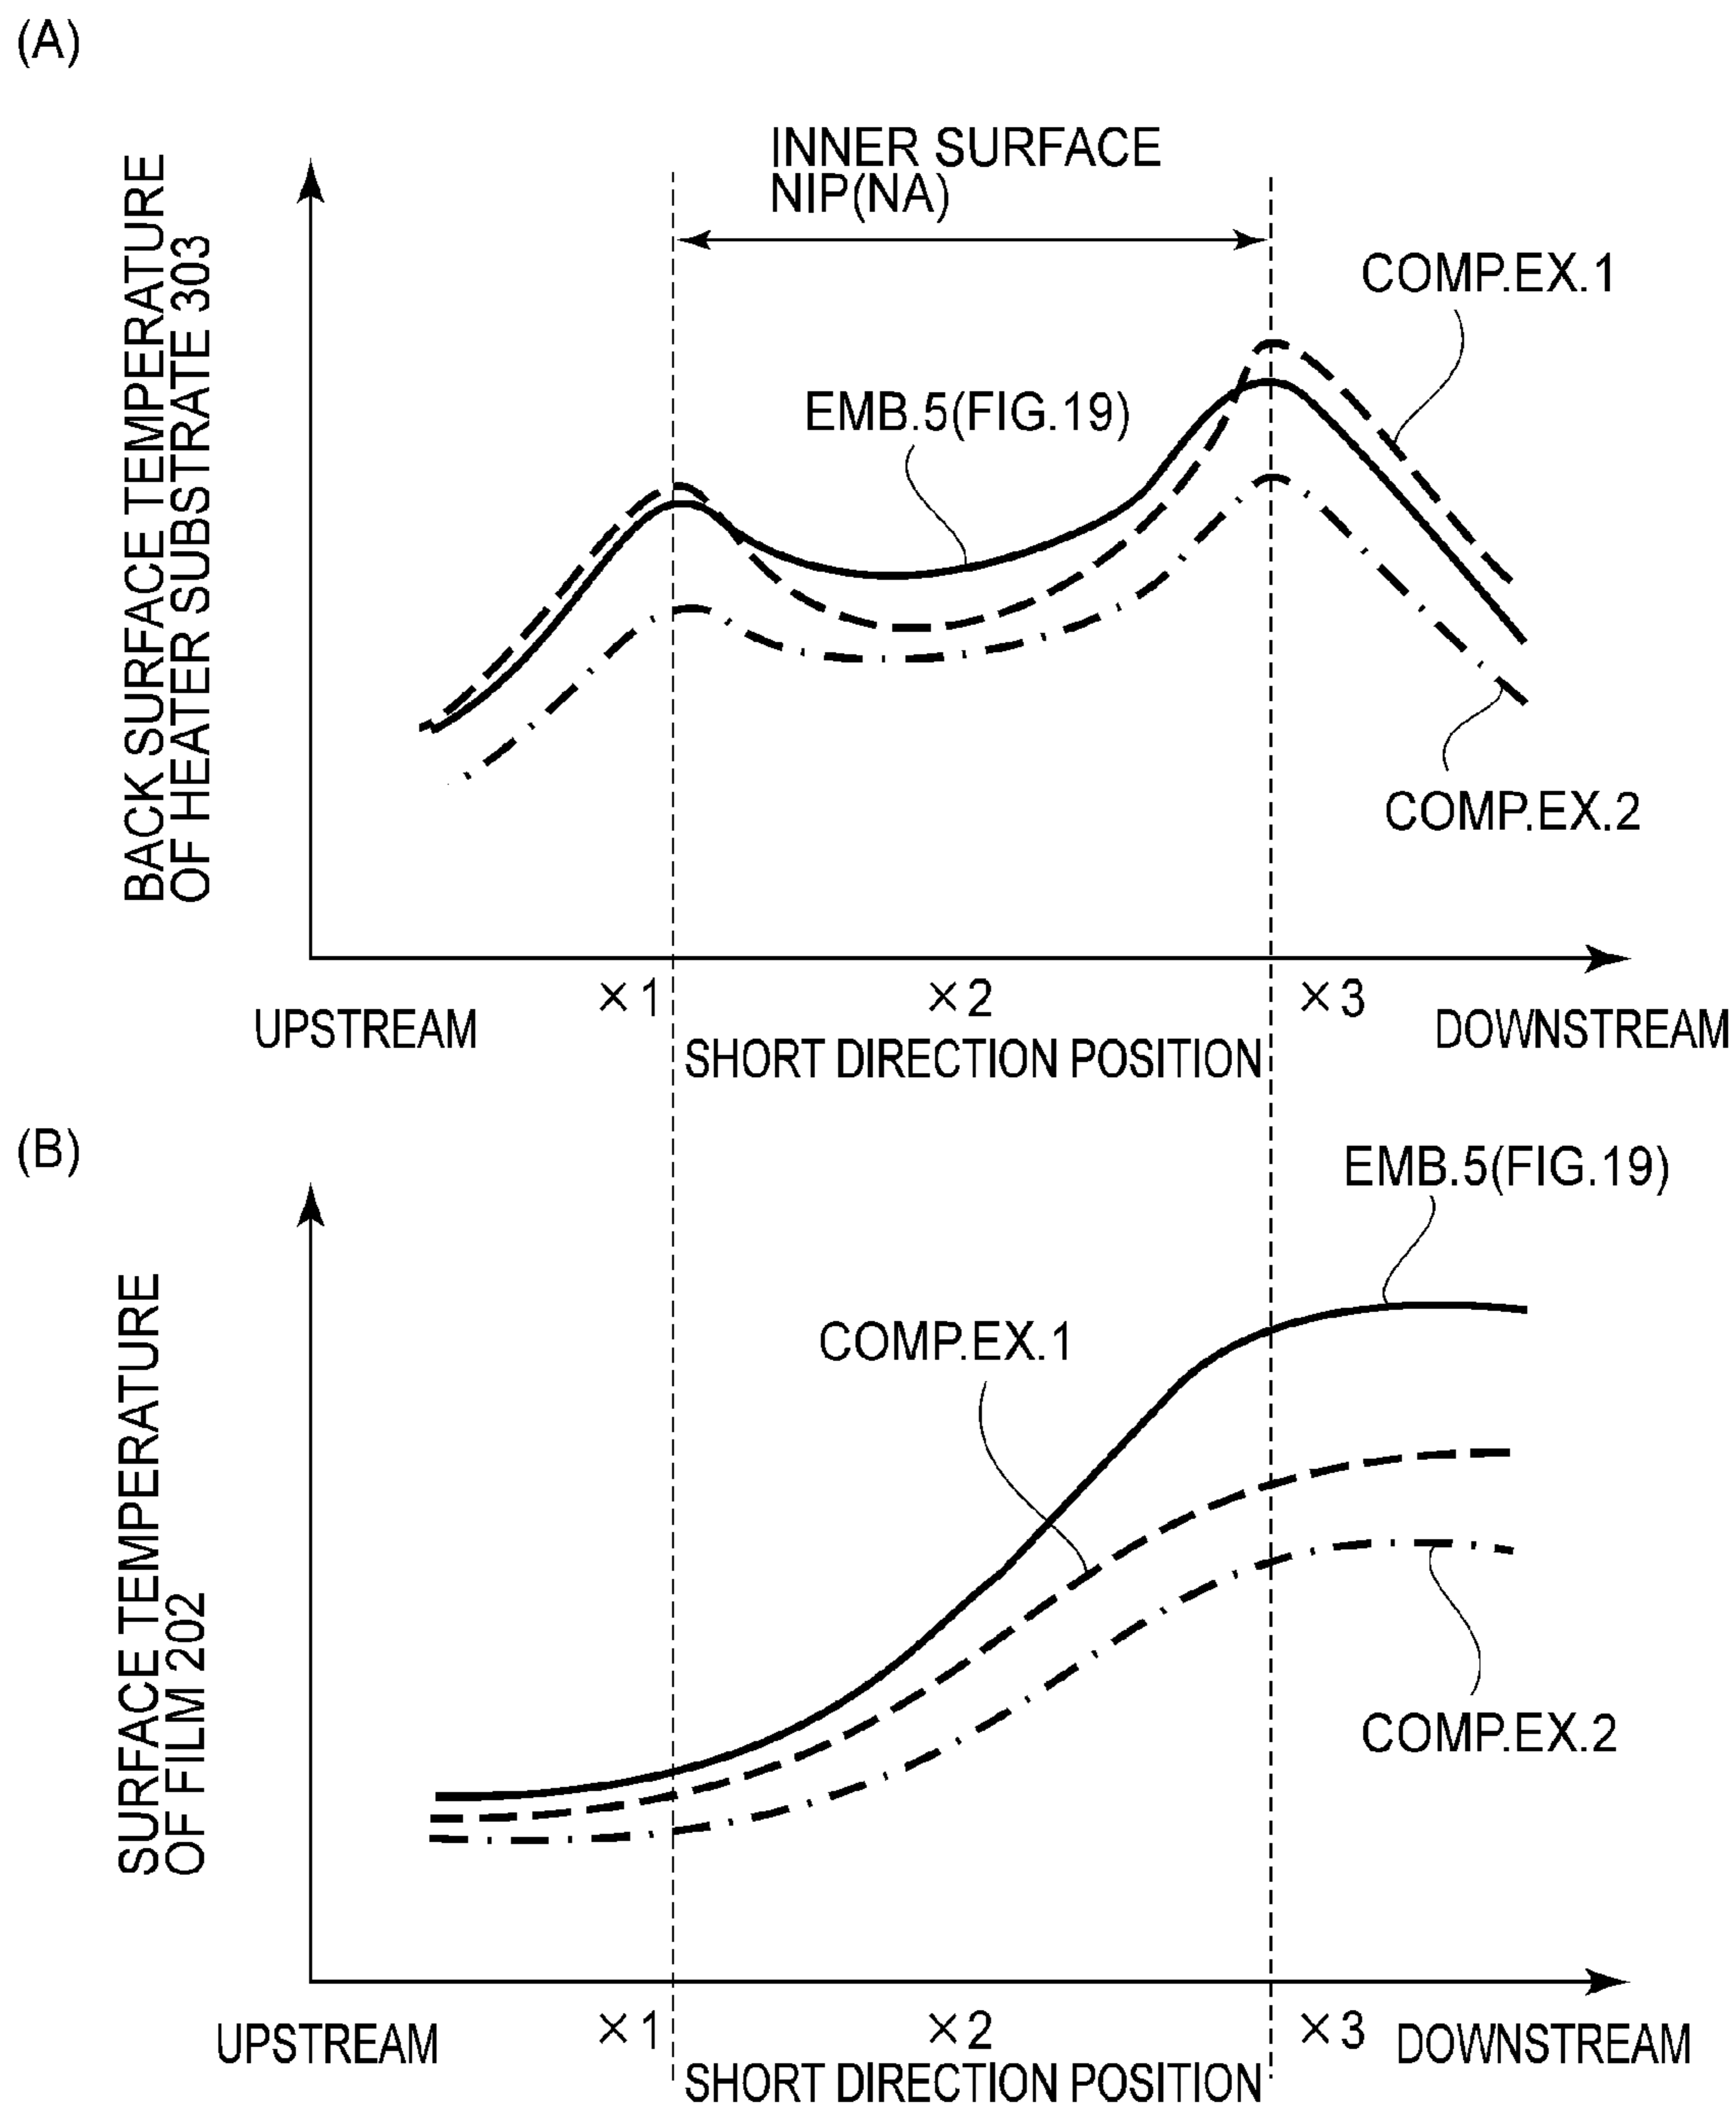 (A)
INNER SURFACE
NIP(NA)
BACK SURFACE TEMPERATURE
OF HEATER SUBSTRATE 303
COMP.EX.1
EMB.5(FIG.19)
COMP.EX.2
×1
×2
×3
UPSTREAM
DOWNSTREAM
SHORT DIRECTION POSITION
(B)
EMB.5(FIG.19)
SURFACE TEMPERATURE
OF FILM 202
COMP.EX.1
COMP.EX.2
×1
×2
×3
UPSTREAM
DOWNSTREAM
SHORT DIRECTION POSITION